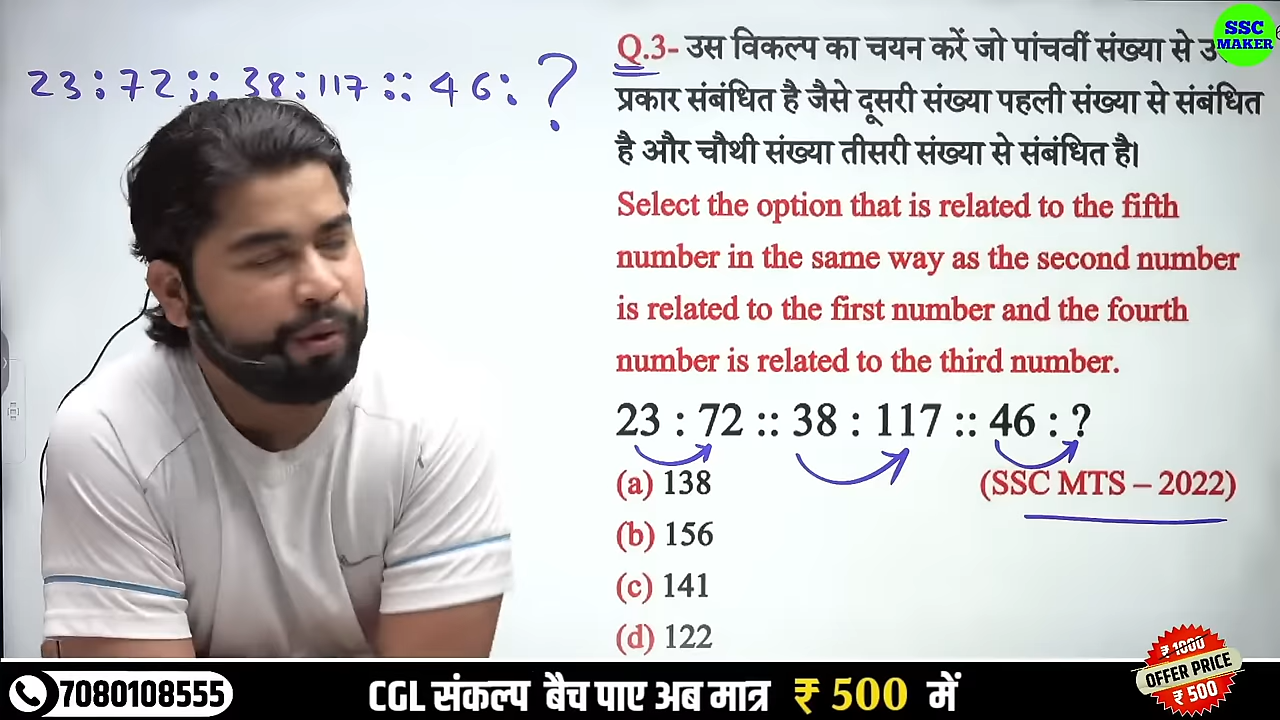 SSC
MAKER
23:72:: 38:117 :: 46: ?
Q.3- उस विकल्प का चयन करें जो पांचवीं संख्या से
प्रकार संबंधित है जैसे दूसरी संख्या पहली संख्या से संबंधित
है और चौथी संख्या तीसरी संख्या से संबंधित है।
Select the option that is related to the fifth
number in the same way as the second number
is related to the first number and the fourth
number is related to the third number.
23 : 72 :: 38 : 117 :: 46 : ?
(a) 138
(SSC MTS – 2022)
(b) 156
(c) 141
(d) 122
7080108555
CGL संकल्प बैच पाए अब मात्र ₹ 500 में
₹ 1000
OFFER PRICE
₹ 500